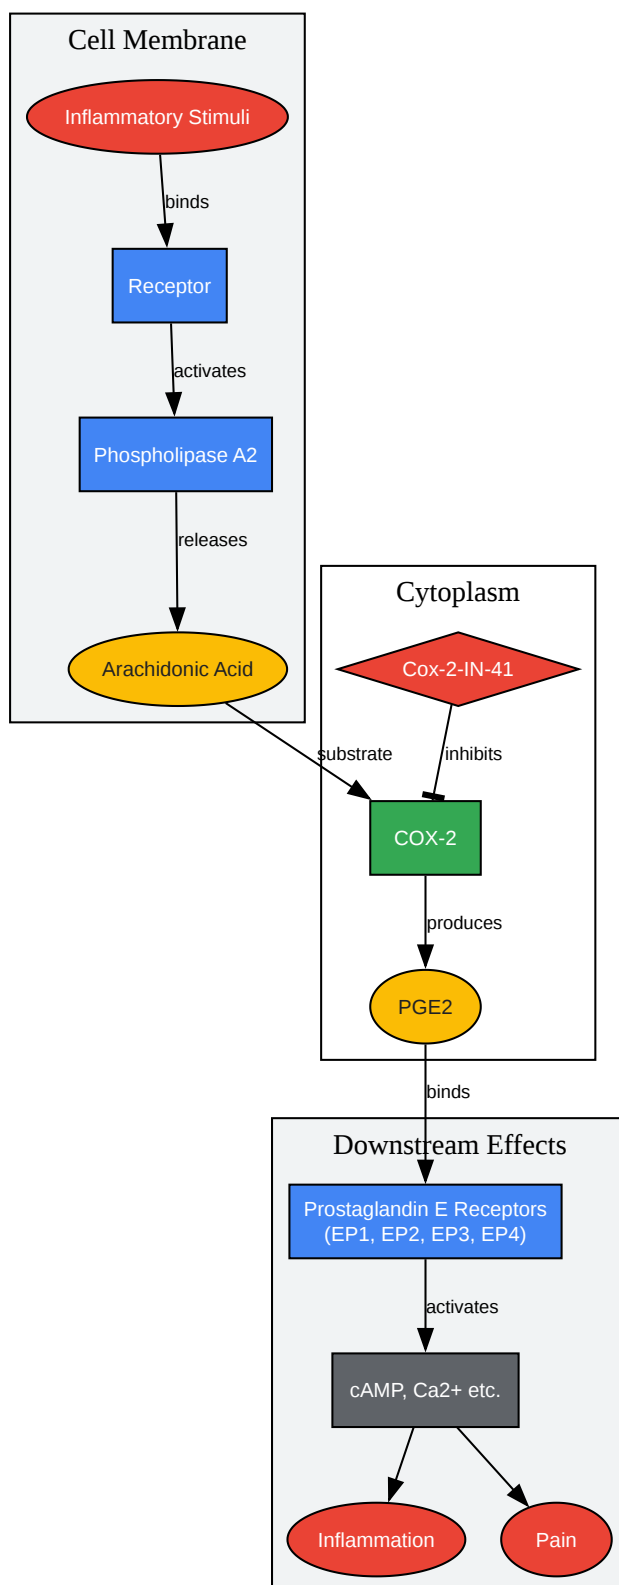 Cell Membrane
Inflammatory Stimuli
binds
Receptor
activates
Phospholipase A2
releases
Arachidonic Acid
Cytoplasm
Cox-2-IN-41
substrate
inhibits
COX-2
produces
PGE2
binds
Downstream Effects
Prostaglandin E Receptors
(EP1, EP2, EP3, EP4)
activates
cAMP, Ca2+ etc.
Inflammation
Pain